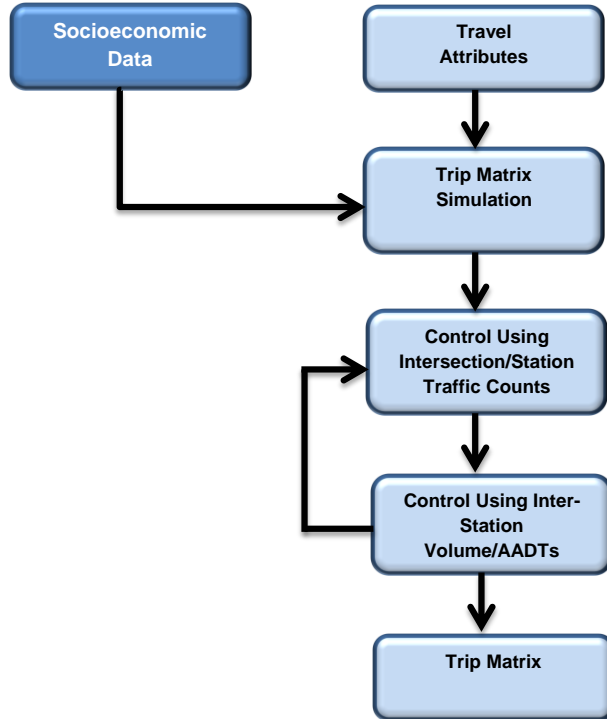 Socioeconomic
Data
Travel
Attributes
Trip Matrix
Simulation
Control Using
Intersection/Station
Traffic Counts
Control Using Inter-
Station
Volume/AADTs
Trip Matrix